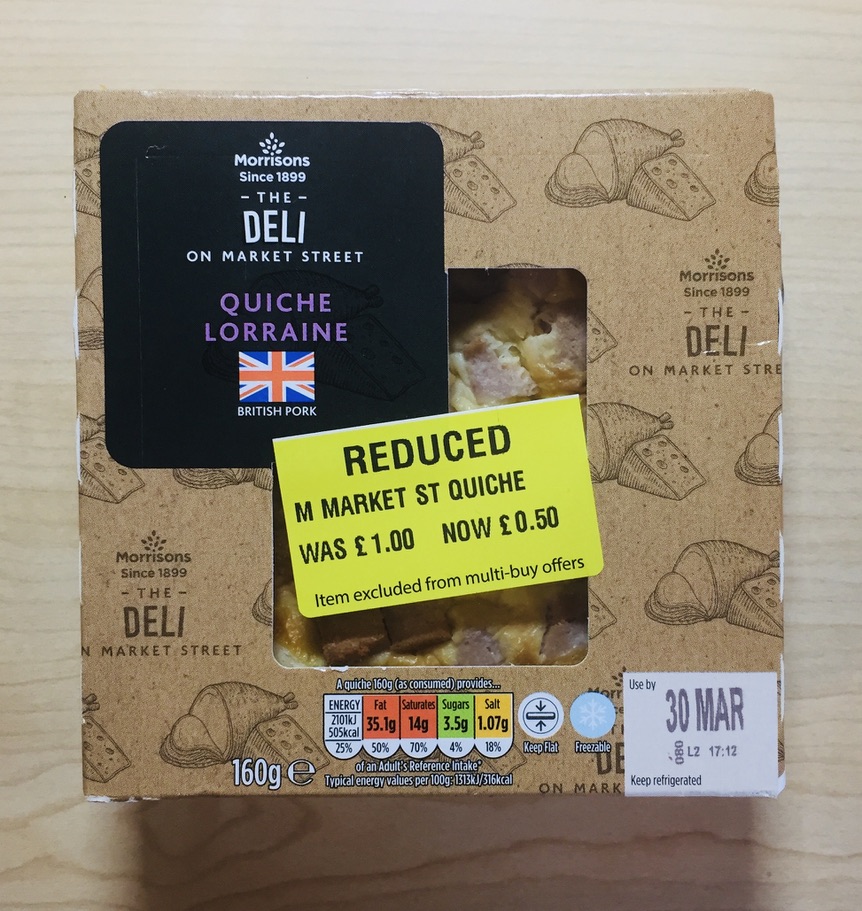 Morrisons
Since 1899
- THE -
DELI
ON MARKET STREET
QUICHE
LORRAINE
BRITISH PORK
Morrisons
Since 1899
- THE -
DELI
ON MARKET STRE
REDUCED
M MARKET ST QUICHE
WAS £1.00 NOW £0.50
Item excluded from multi-buy offers
Morrisons
Since 1899
- THE -
DELI
N MARKET STREET
A quiche 160g (as consumed) provides...
ENERGY Fat Saturates Sugars Salt
2101kJ 35.1g 14g 3.5g 1.07g
505kcal
25% 50% 70% 4% 18%
of an Adult's Reference Intake*
Typical energy values per 100g: 1313kJ/316kcal
160g ℮
Keep Flat
Freezable
Morr
DE
ON MARK
Use by
30 MAR
080 L2 17:12
Keep refrigerated